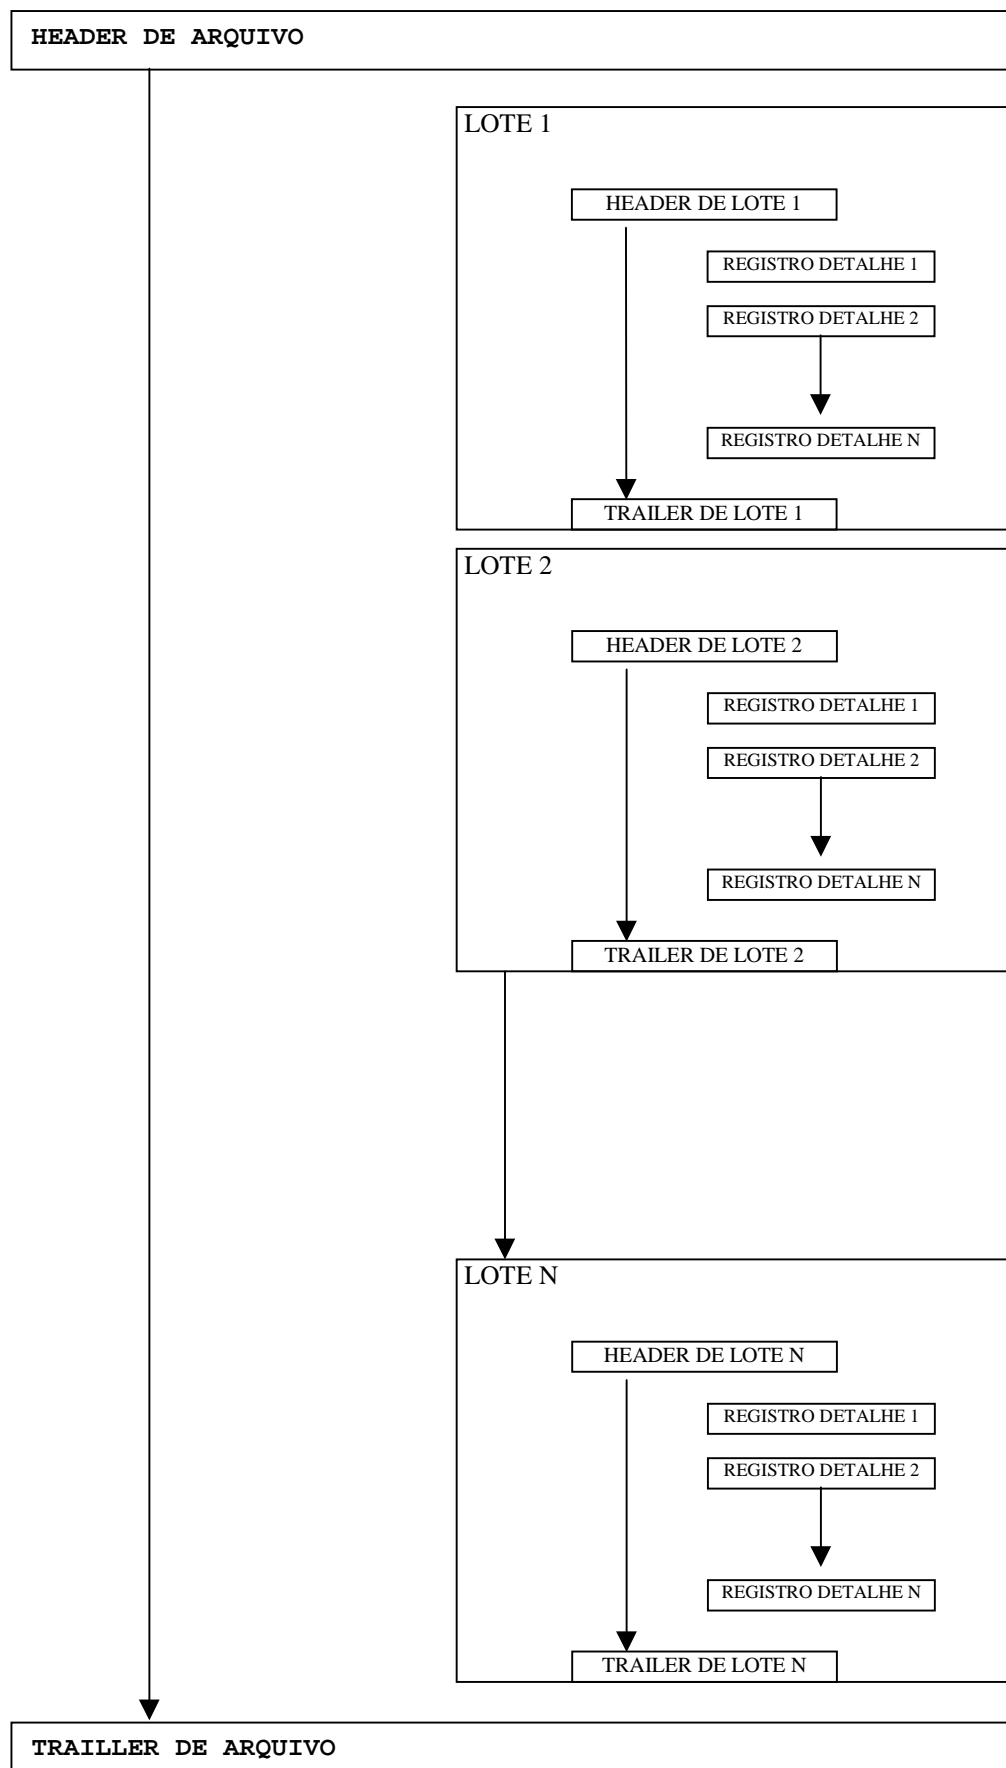 HEADER DE ARQUIVO
LOTE 1
HEADER DE LOTE 1
REGISTRO DETALHE 1
REGISTRO DETALHE 2
REGISTRO DETALHE N
TRAILER DE LOTE 1
LOTE 2
HEADER DE LOTE 2
REGISTRO DETALHE 1
REGISTRO DETALHE 2
REGISTRO DETALHE N
TRAILER DE LOTE 2
LOTE N
HEADER DE LOTE N
REGISTRO DETALHE 1
REGISTRO DETALHE 2
REGISTRO DETALHE N
TRAILER DE LOTE N
TRAILLER DE ARQUIVO